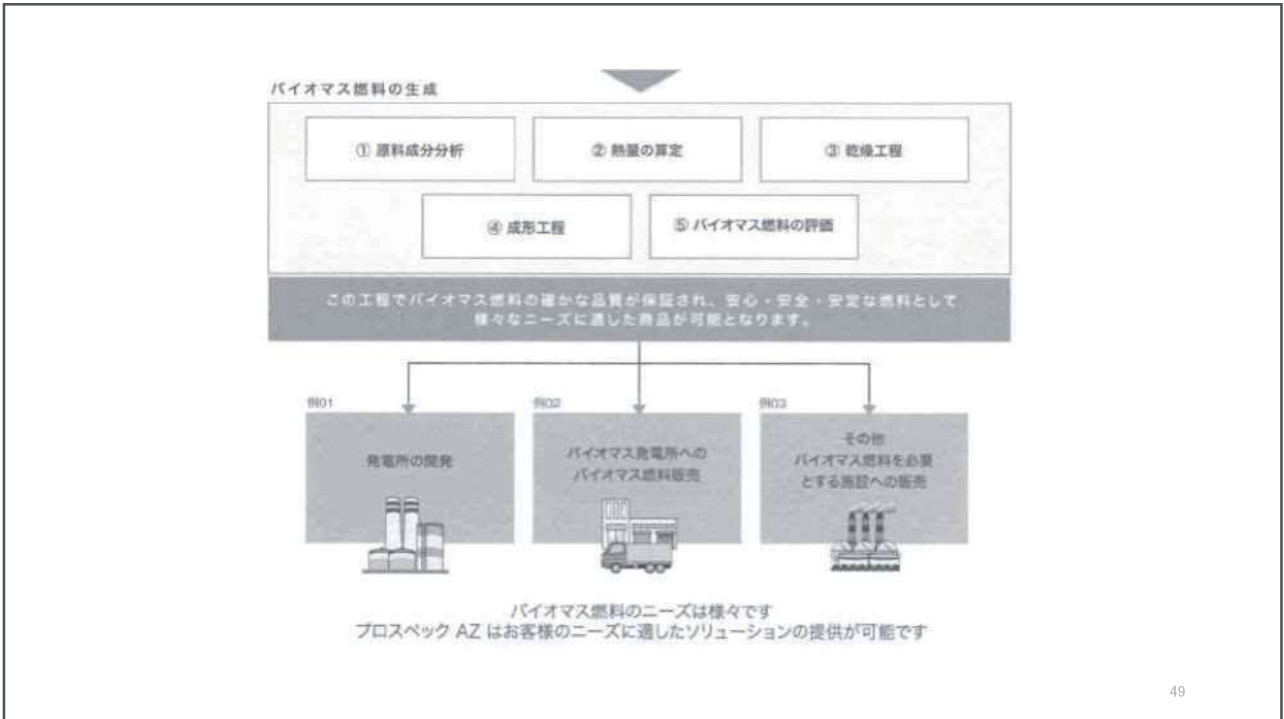 バイオマス燃料の生成
① 原料成分分析
② 熱量の算定
③ 乾燥工程
④ 成形工程
⑤ バイオマス燃料の評価
この工程でバイオマス燃料の確かな品質が保証され、安心・安全・安定な燃料として
様々なニーズに適した商品が可能となります。
例01
発電所の開発
例02
バイオマス発電所への
バイオマス燃料販売
例03
その他
バイオマス燃料を必要
とする施設への販売
バイオマス燃料のニーズは様々です
プロスペック AZ はお客様のニーズに適したソリューションの提供が可能です
49